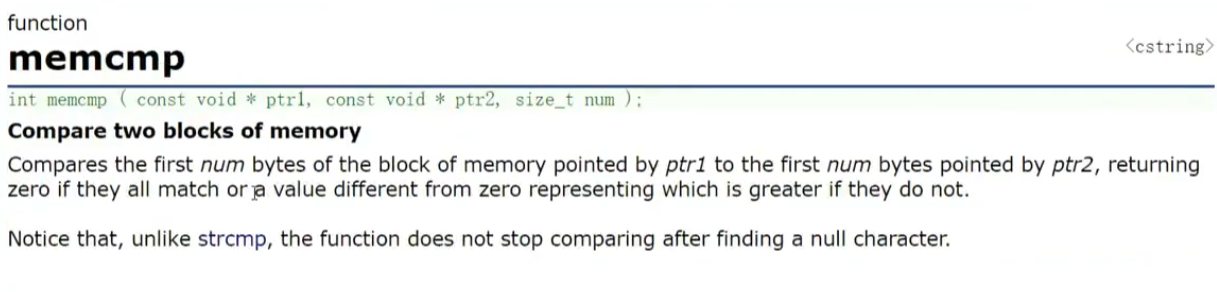 function
memcmp
<cstring>
int memcmp ( const void * ptr1, const void * ptr2, size_t num );
Compare two blocks of memory
Compares the first num bytes of the block of memory pointed by ptr1 to the first num bytes pointed by ptr2, returning
zero if they all match or a value different from zero representing which is greater if they do not.
Notice that, unlike strcmp, the function does not stop comparing after finding a null character.